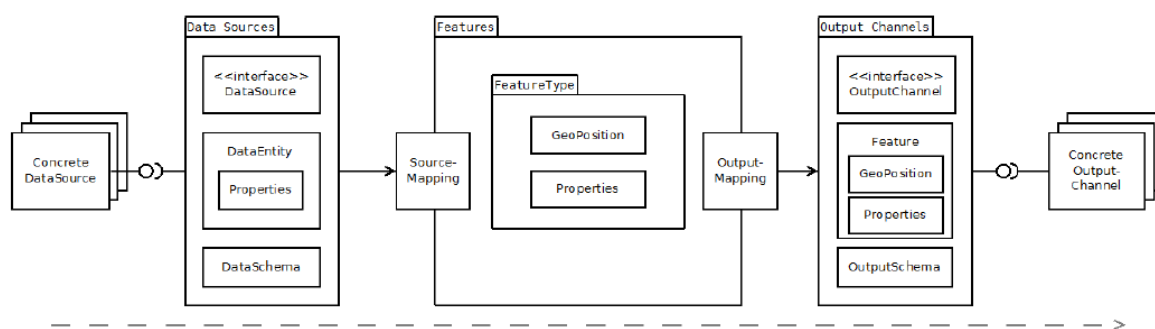 Data Sources
Features
Output Channels
<<interface>>
DataSource
<<interface>>
OutputChannel
FeatureType
Concrete
DataSource
DataEntity
Properties
Source-
Mapping
GeoPosition
Properties
Output-
Mapping
Feature
GeoPosition
Properties
Concrete
Output-
Channel
DataSchema
OutputSchema